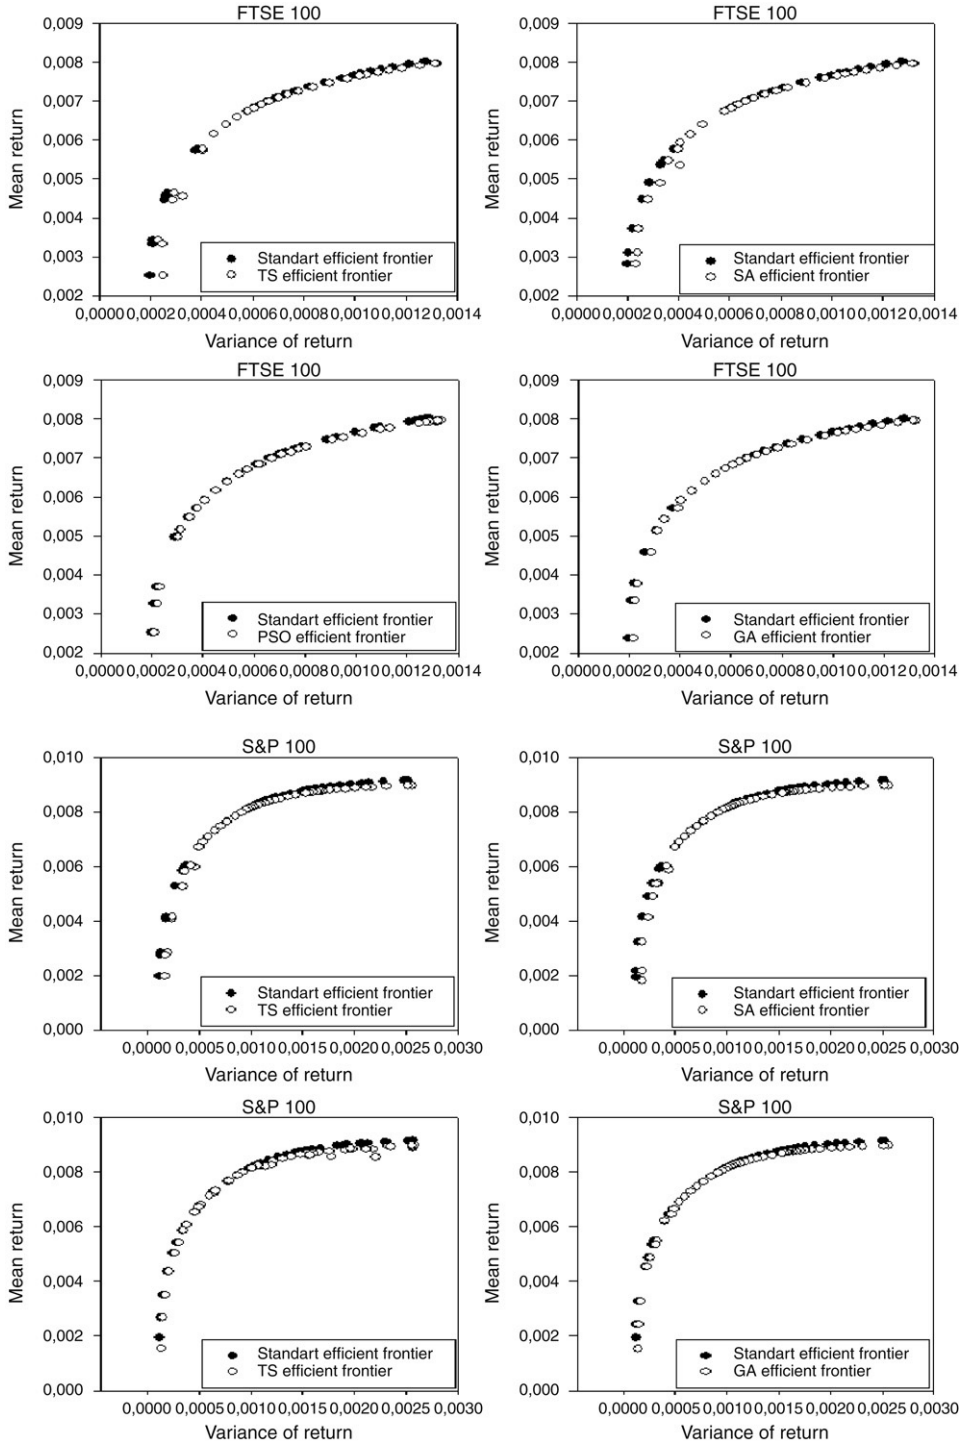 FTSE 100
0,009
0,008
0,007
0,006
0,005
0,004
0,003
0,002
Mean return
Standart efficient frontier
TS efficient frontier
0,0000 0,0002 0,0004 0,0006 0,0008 0,0010 0,0012 0,0014
Variance of return
FTSE 100
0,009
0,008
0,007
0,006
0,005
0,004
0,003
0,002
Mean return
Standart efficient frontier
SA efficient frontier
0,0000 0,0002 0,0004 0,0006 0,0008 0,0010 0,0012 0,0014
Variance of return
FTSE 100
0,009
0,008
0,007
0,006
0,005
0,004
0,003
0,002
Mean return
Standart efficient frontier
PSO efficient frontier
0,0000 0,0002 0,0004 0,0006 0,0008 0,0010 0,0012 0,0014
Variance of return
FTSE 100
0,009
0,008
0,007
0,006
0,005
0,004
0,003
0,002
Mean return
Standart efficient frontier
GA efficient frontier
0,0000 0,0002 0,0004 0,0006 0,0008 0,0010 0,0012 0,0014
Variance of return
S&P 100
0,010
0,008
0,006
0,004
0,002
0,000
Mean return
Standart efficient frontier
TS efficient frontier
0,0000 0,0005 0,0010 0,0015 0,0020 0,0025 0,0030
Variance of return
S&P 100
0,010
0,008
0,006
0,004
0,002
0,000
Mean return
Standart efficient frontier
SA efficient frontier
0,0000 0,0005 0,0010 0,0015 0,0020 0,0025 0,0030
Variance of return
S&P 100
0,010
0,008
0,006
0,004
0,002
0,000
Mean return
Standart efficient frontier
TS efficient frontier
0,0000 0,0005 0,0010 0,0015 0,0020 0,0025 0,0030
Variance of return
S&P 100
0,010
0,008
0,006
0,004
0,002
0,000
Mean return
Standart efficient frontier
GA efficient frontier
0,0000 0,0005 0,0010 0,0015 0,0020 0,0025 0,0030
Variance of return